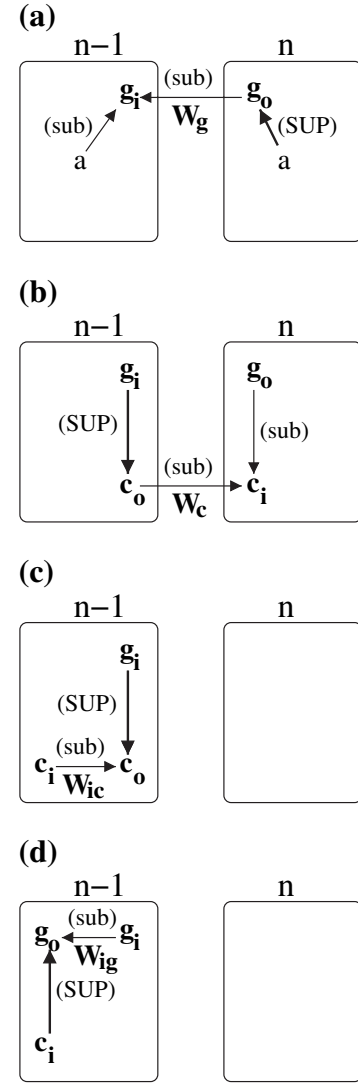 (a)
n−1 n
g_i (sub) g_o
(sub) W_g (SUP)
a a
(b)
n−1 n
g_i g_o
(SUP) (sub)
(sub)
c_o W_c c_i
(c)
n−1 n
g_i
(SUP)
(sub)
c_i W_ic c_o
(d)
n−1 n
g_o (sub) g_i
W_ig
(SUP)
c_i